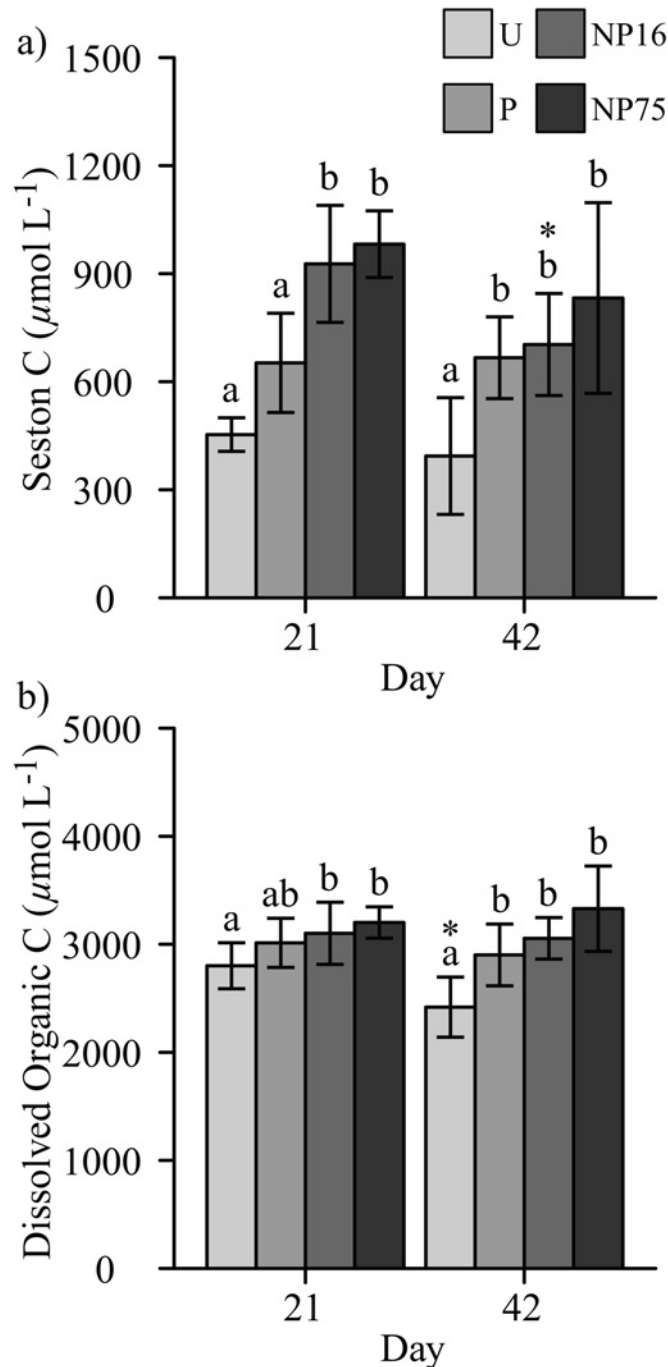 a)
U NP16
P NP75
Seston C (µmol L⁻¹)
1500
1200
900
600
300
0
a a b b a b * b b
21 42
Day
b)
Dissolved Organic C (µmol L⁻¹)
5000
4000
3000
2000
1000
0
a ab b b * a b b b
21 42
Day